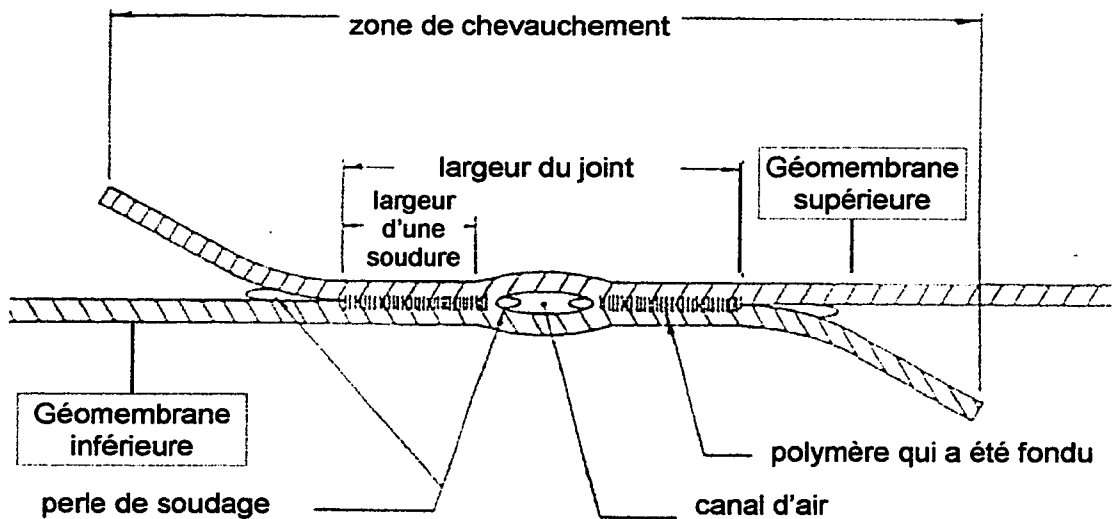 zone de chevauchement
largeur du joint
Géomembrane
supérieure
largeur
d'une
soudure
Géomembrane
inférieure
polymère qui a été fondu
perle de soudage
canal d'air